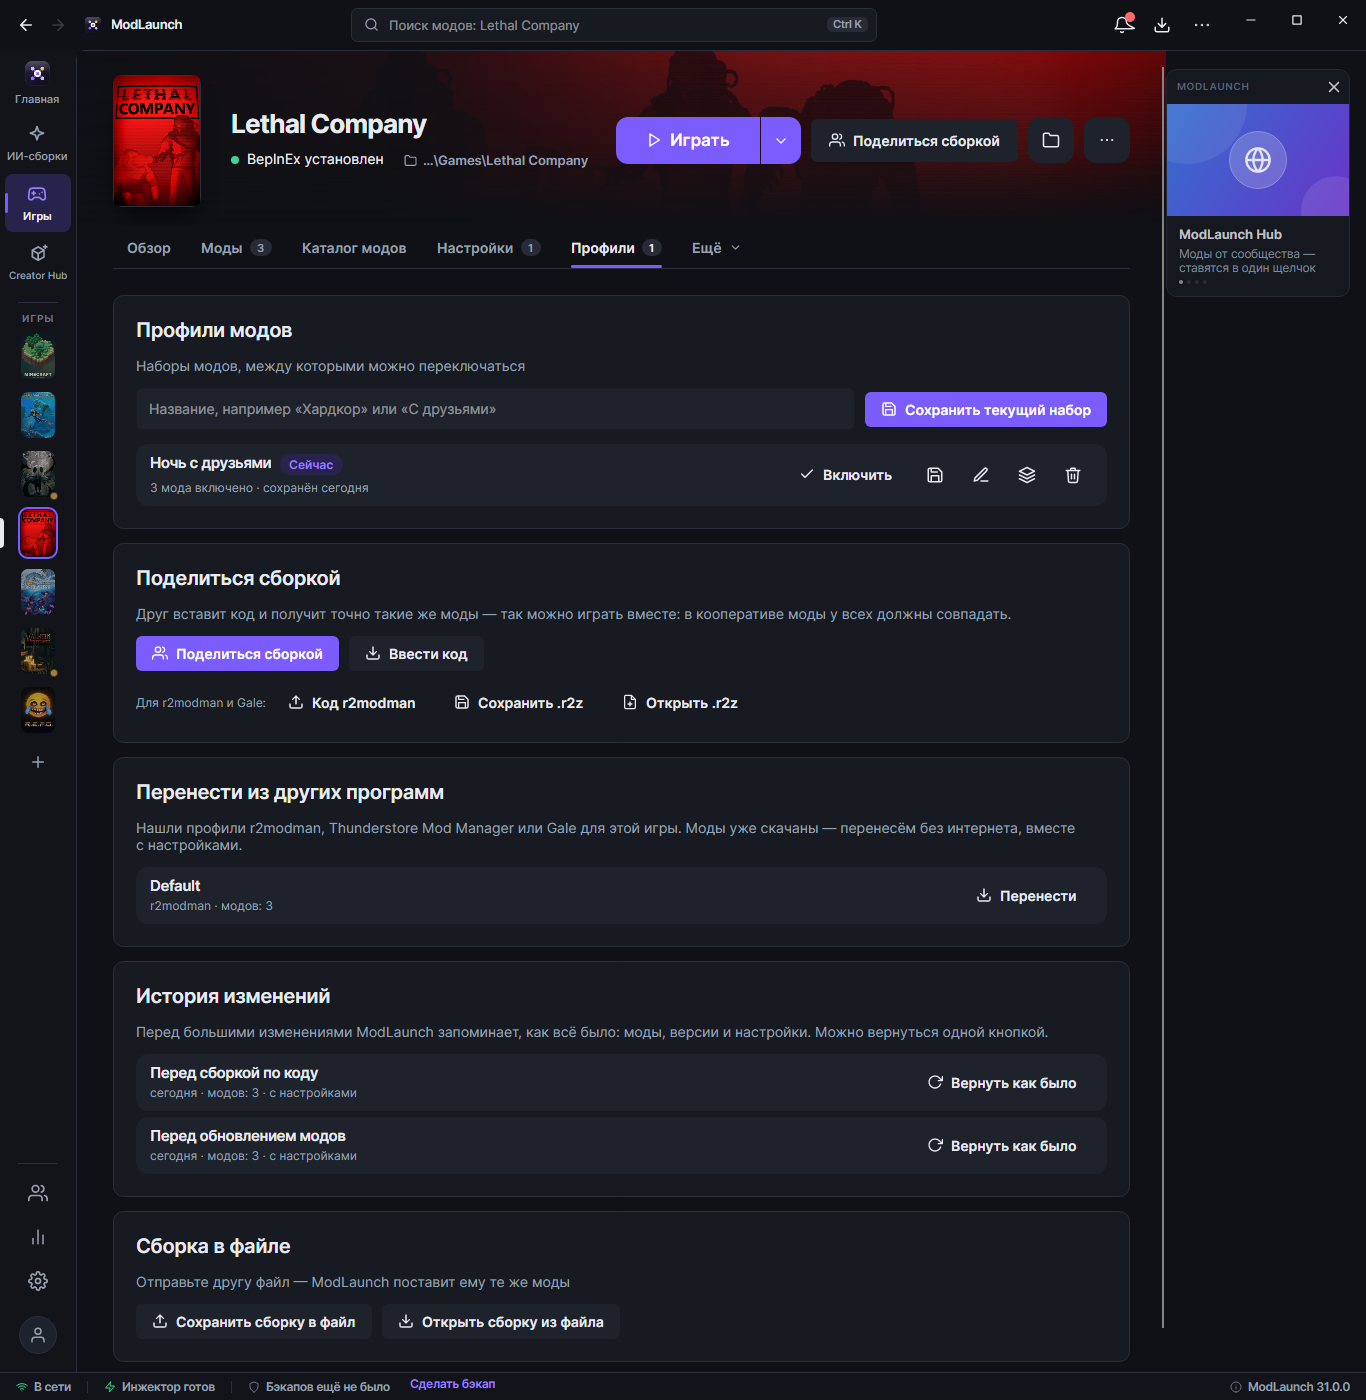 ModLaunch
Поиск модов: Lethal Company
Ctrl K
Главная
ИИ-сборки
Игры
Creator Hub
ИГРЫ
MINECRAFT
LETHAL
COMPANY
R.E.P.O.
LETHAL
COMPANY
Lethal Company
BepInEx установлен
...\Games\Lethal Company
Играть
Поделиться сборкой
MODLAUNCH
ModLaunch Hub
Моды от сообщества —
ставятся в один щелчок
Обзор
Моды 3
Каталог модов
Настройки 1
Профили 1
Ещё
Профили модов
Наборы модов, между которыми можно переключаться
Название, например «Хардкор» или «С друзьями»
Сохранить текущий набор
Ночь с друзьями Сейчас
3 мода включено · сохранён сегодня
Включить
Поделиться сборкой
Друг вставит код и получит точно такие же моды — так можно играть вместе: в кооперативе моды у всех должны совпадать.
Поделиться сборкой
Ввести код
Для r2modman и Gale:
Код r2modman
Сохранить .r2z
Открыть .r2z
Перенести из других программ
Нашли профили r2modman, Thunderstore Mod Manager или Gale для этой игры. Моды уже скачаны — перенесём без интернета, вместе
с настройками.
Default
r2modman · модов: 3
Перенести
История изменений
Перед большими изменениями ModLaunch запоминает, как всё было: моды, версии и настройки. Можно вернуться одной кнопкой.
Перед сборкой по коду
сегодня · модов: 3 · с настройками
Вернуть как было
Перед обновлением модов
сегодня · модов: 3 · с настройками
Вернуть как было
Сборка в файле
Отправьте другу файл — ModLaunch поставит ему те же моды
Сохранить сборку в файл
Открыть сборку из файла
В сети
Инжектор готов
Бэкапов ещё не было
Сделать бэкап
ModLaunch 31.0.0